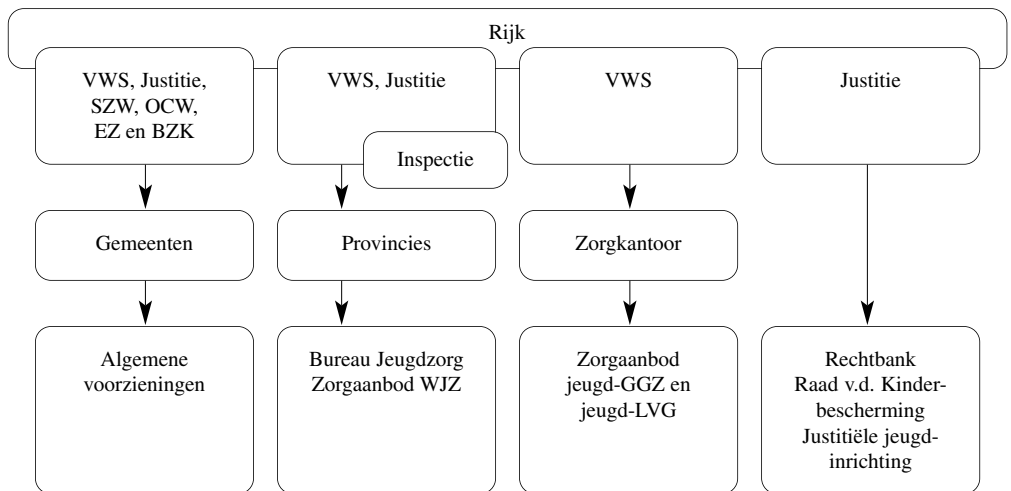 Rijk
VWS, Justitie,
SZW, OCW,
EZ en BZK
VWS, Justitie
Inspectie
VWS
Justitie
Gemeenten
Provincies
Zorgkantoor
Algemene
voorzieningen
Bureau Jeugdzorg
Zorgaanbod WJZ
Zorgaanbod
jeugd-GGZ en
jeugd-LVG
Rechtbank
Raad v.d. Kinder-
bescherming
Justitiële jeugd-
inrichting